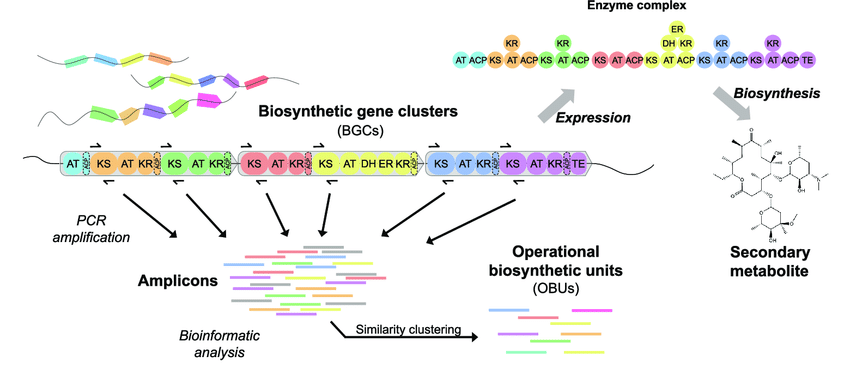 Enzyme complex
ER
KR KR DH KR KR KR
AT ACP KS AT ACP KS AT ACP KS AT ACP KS AT ACP KS AT ACP KS AT ACP TE
Biosynthetic gene clusters
(BGCs)
Expression
Biosynthesis
AT KS AT KR KS AT KR KS AT KR KS AT DH ER KR KS AT KR KS AT KR TE
PCR
amplification
Amplicons
Operational
biosynthetic units
(OBUs)
O
O
OH
O
O
O
O
N
OH
O
O
OH
Secondary
metabolite
Bioinformatic
analysis
Similarity clustering